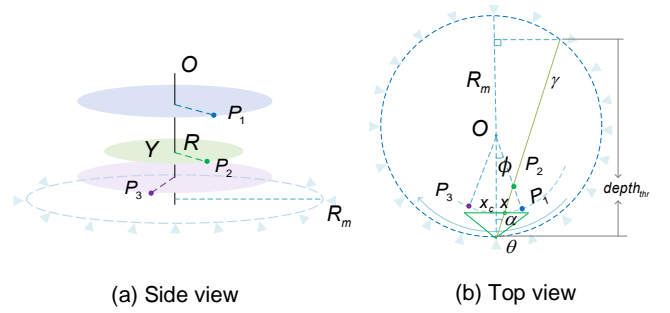 O
P1
Y
R
P2
P3
Rm
(a) Side view
Rm
γ
O
ϕ
P2
P3
P1
xc
x
α
θ
depththr
(b) Top view